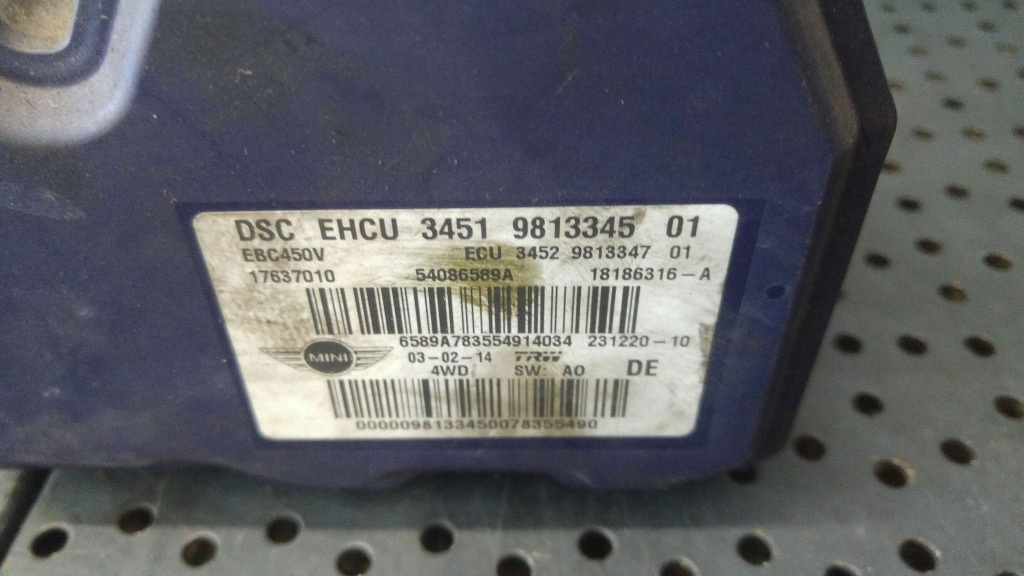 DSC EHCU 3451 9813345 01
EBC450V ECU 3452 9813347 01
17637010 54086589A 18186316-A
6589A783554914034 231220-10
MINI 03-02-14 TRW
4WD SW: A0 DE
0000098133450078355490